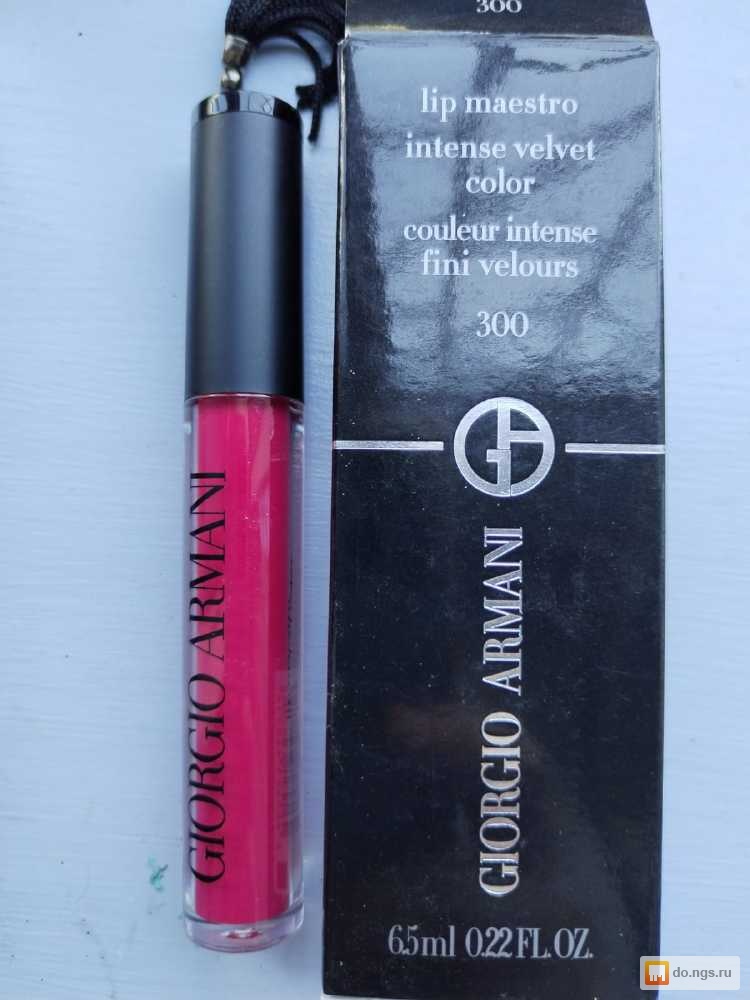 300
lip maestro
intense velvet
color
couleur intense
fini velours
300
GIORGIO ARMANI
GIORGIO ARMANI
6.5ml 0.22 FL. OZ.
do.ngs.ru